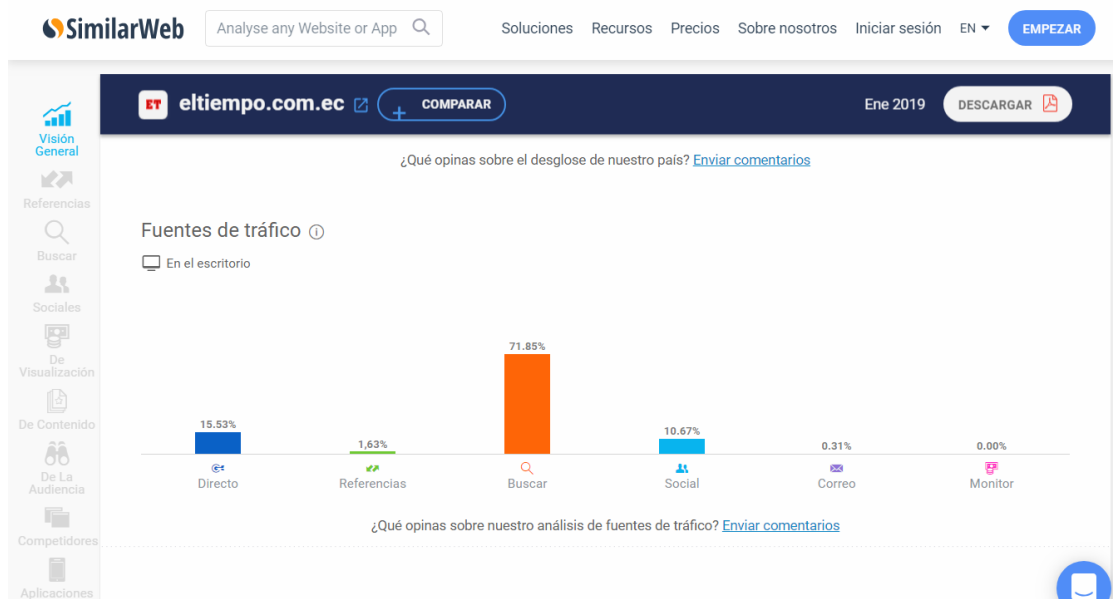 SimilarWeb
Analyse any Website or App
Soluciones Recursos Precios Sobre nosotros Iniciar sesión EN EMPEZAR
ET eltiempo.com.ec + COMPARAR Ene 2019 DESCARGAR
Visión
General
Referencias
Buscar
Sociales
De
Visualización
De Contenido
De La
Audiencia
Competidores
Aplicaciones
¿Qué opinas sobre el desglose de nuestro país? Enviar comentarios
Fuentes de tráfico
En el escritorio
15.53% 1,63% 71.85% 10.67% 0.31% 0.00%
Directo Referencias Buscar Social Correo Monitor
¿Qué opinas sobre nuestro análisis de fuentes de tráfico? Enviar comentarios